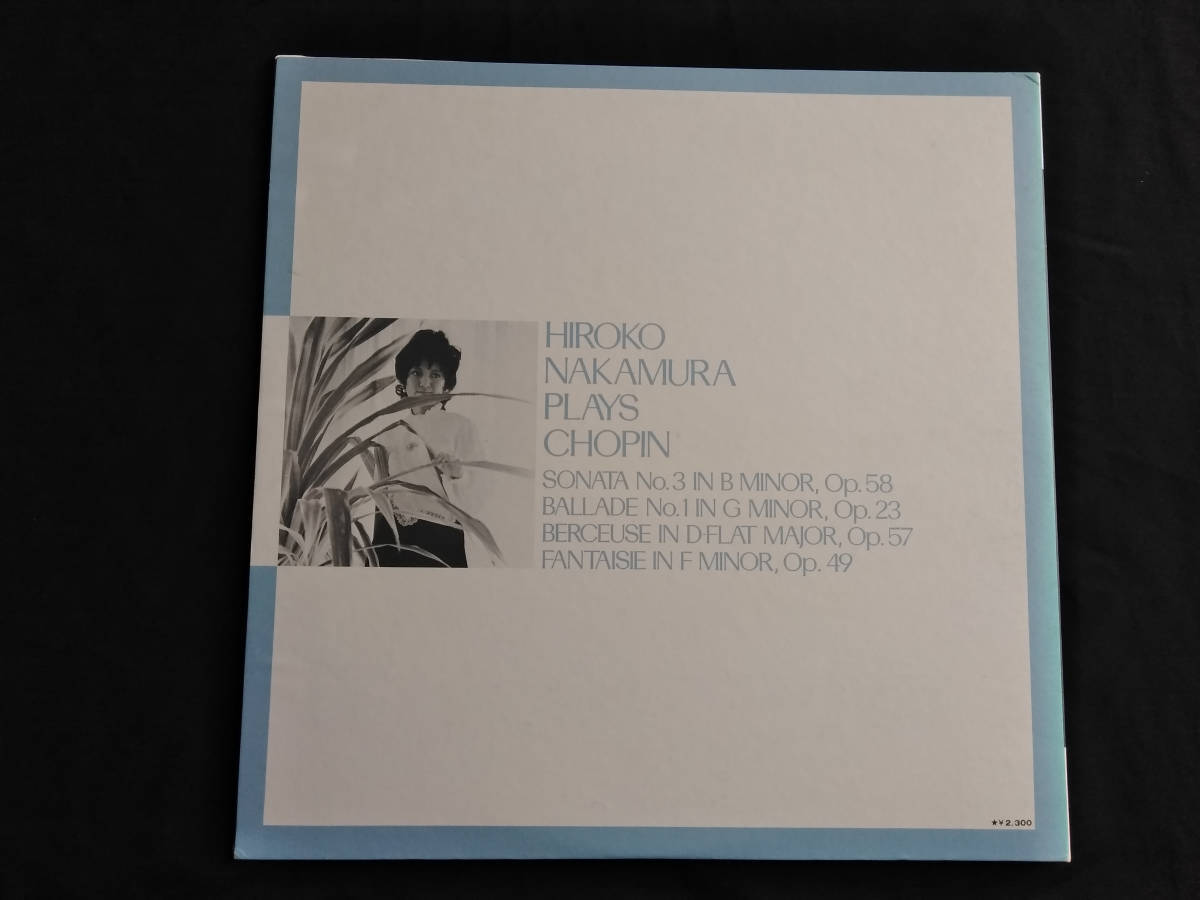 HIROKO
NAKAMURA
PLAYS
CHOPIN
SONATA No.3 IN B MINOR, Op.58
BALLADE No.1 IN G MINOR, Op.23
BERCEUSE IN D-FLAT MAJOR, Op.57
FANTAISIE IN F MINOR, Op.49
★¥2,300